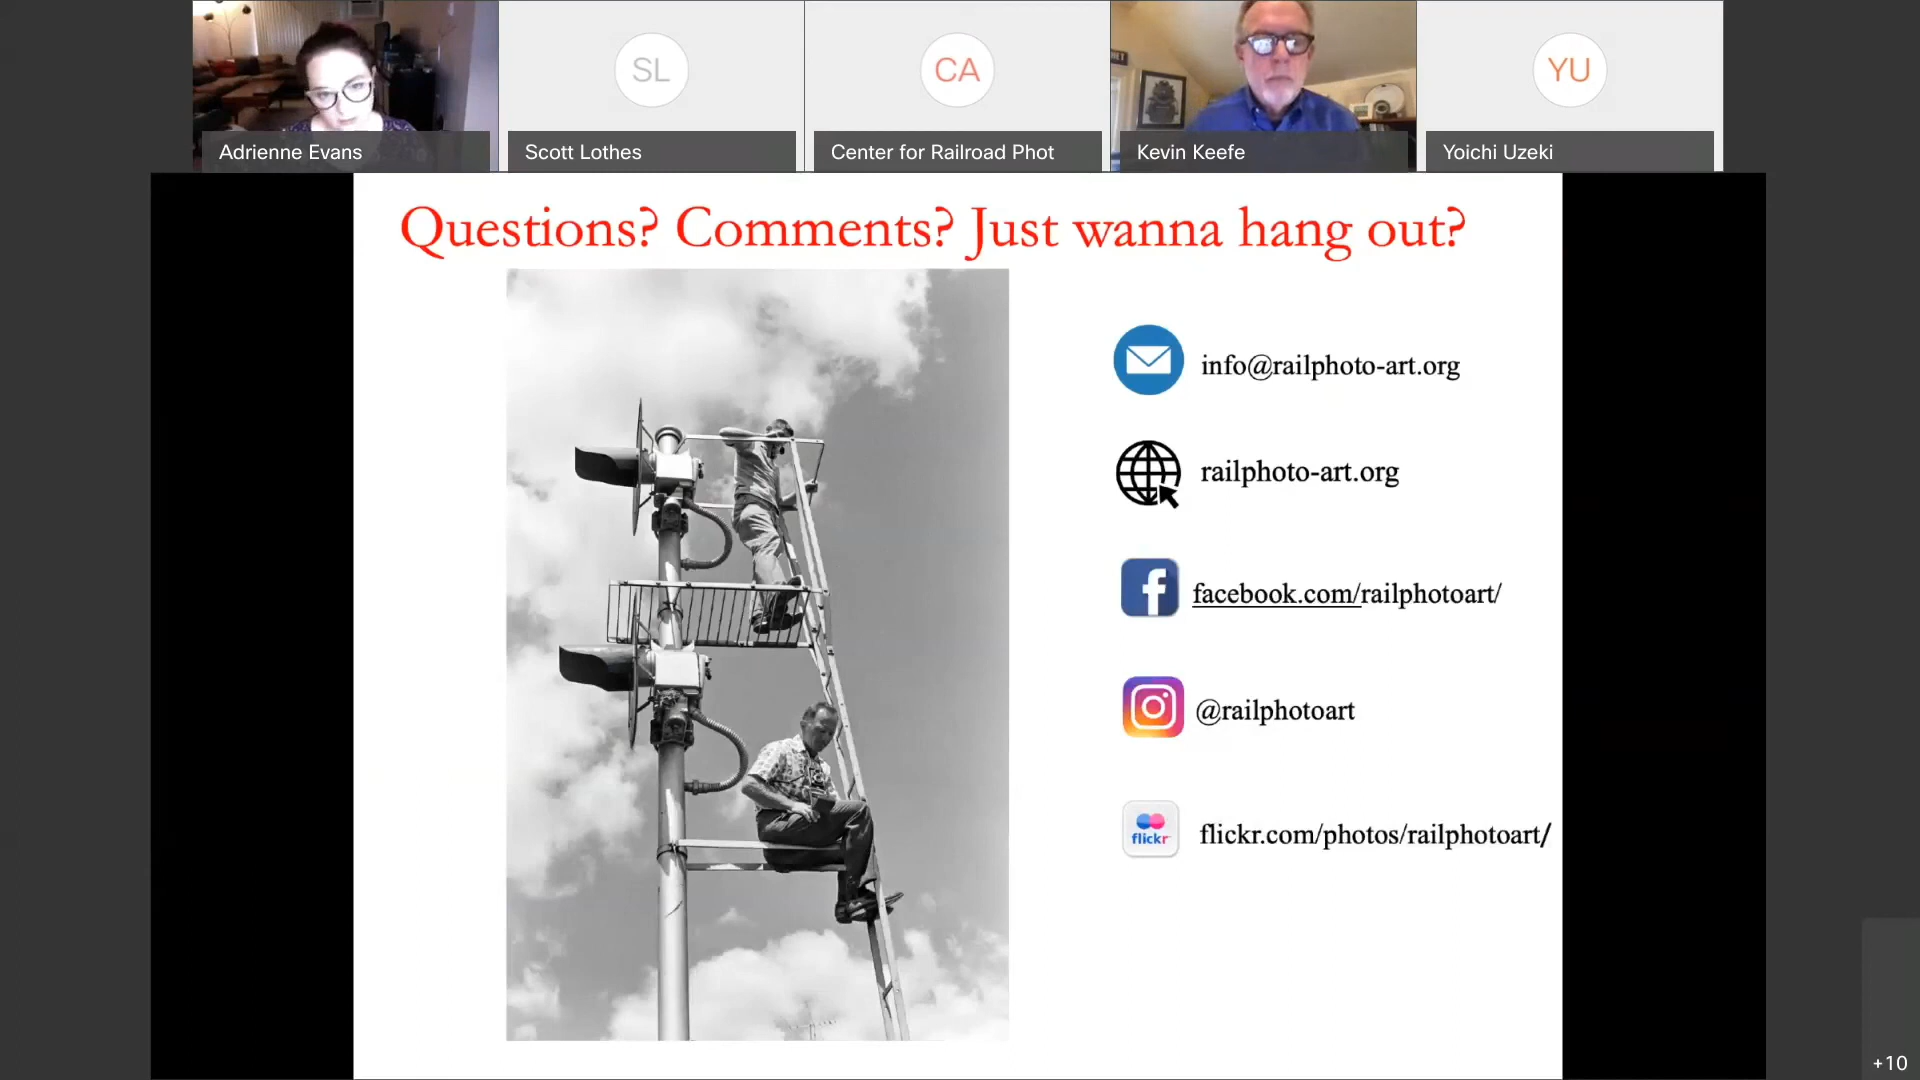 SL
CA
YU
Adrienne Evans
Scott Lothes
Center for Railroad Phot
Kevin Keefe
Yoichi Uzeki
Questions? Comments? Just wanna hang out?
info@railphoto-art.org
railphoto-art.org
facebook.com/railphotoart/
@railphotoart
flickr
flickr.com/photos/railphotoart/
+10